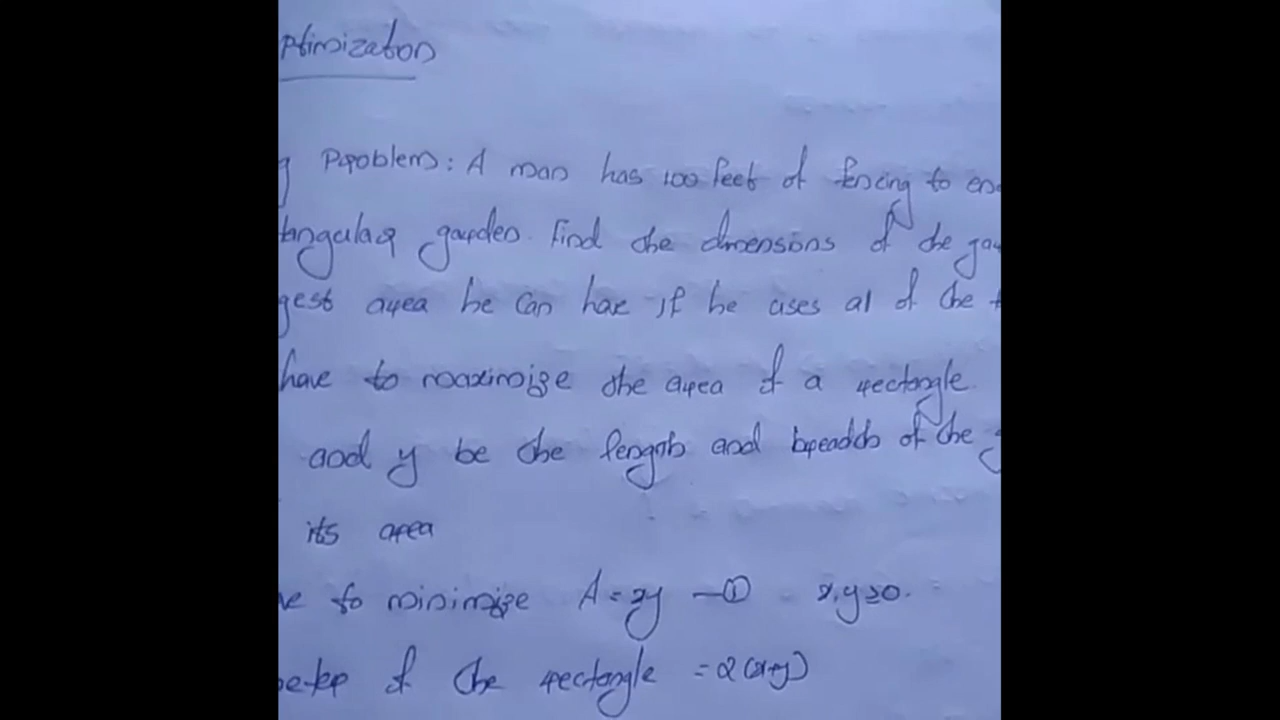 ptimization
g Problem: A man has 100 feet of fencing to en
tangular garden. Find the dimensions of the ga
gest area he can have if he uses al of the
have to maximize the area of a rectangle.
and y be the length and breadth of the g
its area
ve to minimize A = xy —① x,y≥0.
of the rectangle = 2(x+y)